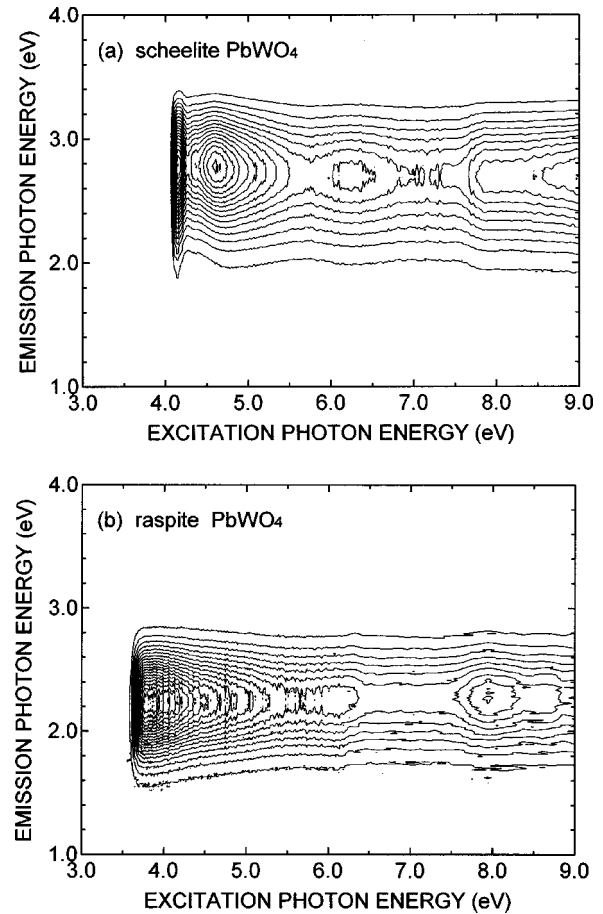 4.0
(a) scheelite PbWO4
3.0
2.0
1.0
EMISSION PHOTON ENERGY (eV)
3.0 4.0 5.0 6.0 7.0 8.0 9.0
EXCITATION PHOTON ENERGY (eV)
4.0
(b) raspite PbWO4
3.0
2.0
1.0
EMISSION PHOTON ENERGY (eV)
3.0 4.0 5.0 6.0 7.0 8.0 9.0
EXCITATION PHOTON ENERGY (eV)